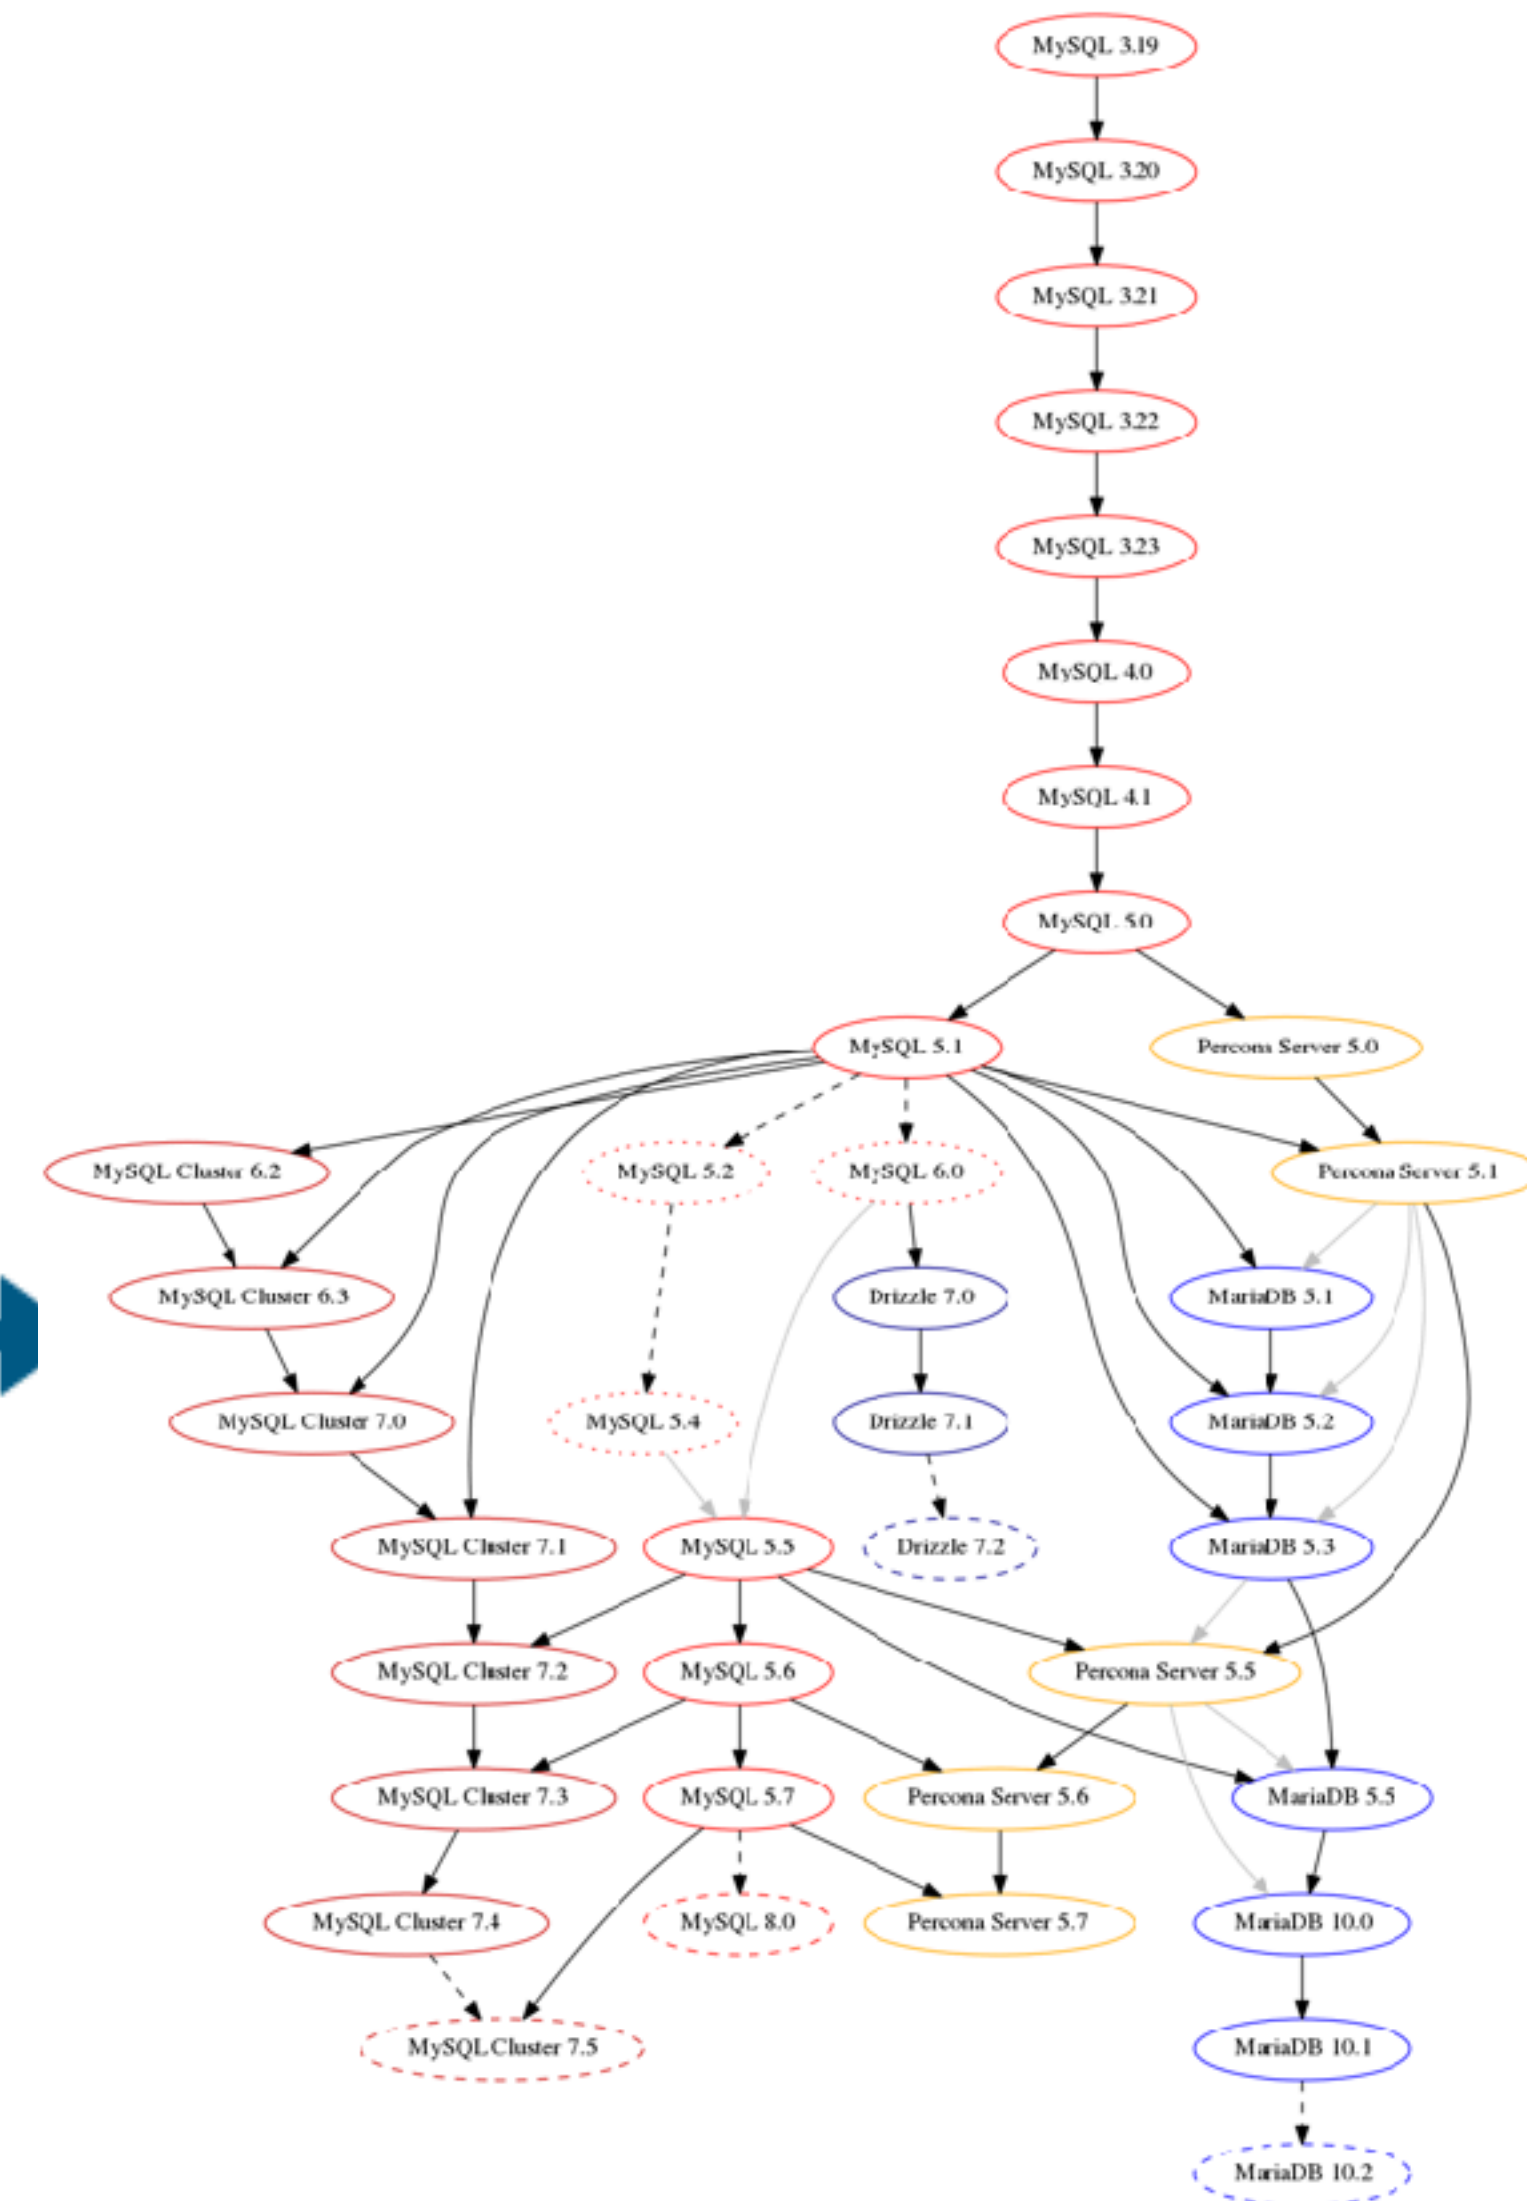 MySQL 3.19
MySQL 3.20
MySQL 3.21
MySQL 3.22
MySQL 3.23
MySQL 4.0
MySQL 4.1
MySQL 5.0
MySQL 5.1
Percona Server 5.0
MySQL Cluster 6.2
MySQL 5.2
MySQL 6.0
Percona Server 5.1
MySQL Cluster 6.3
Drizzle 7.0
MariaDB 5.1
MySQL Cluster 7.0
MySQL 5.4
Drizzle 7.1
MariaDB 5.2
MySQL Cluster 7.1
MySQL 5.5
Drizzle 7.2
MariaDB 5.3
MySQL Cluster 7.2
MySQL 5.6
Percona Server 5.5
MySQL Cluster 7.3
MySQL 5.7
Percona Server 5.6
MariaDB 5.5
MySQL Cluster 7.4
MySQL 8.0
Percona Server 5.7
MariaDB 10.0
MySQL Cluster 7.5
MariaDB 10.1
MariaDB 10.2